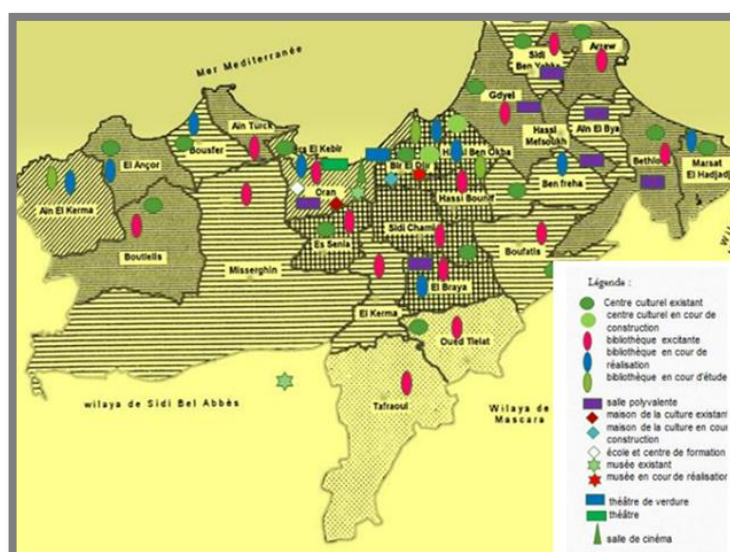 Mer Mediterranée
Sidi
Ben Yebka
Arzew
Gdyel
Ain Turck
Bousfer
El Ançor
El Kebir
Hassi
Mefsoukh
Aïn El Bya
Bir El Djir
Hassi Ben Okba
Bethio
Marsat
El Hadjadj
Ain El Kerma
Oran
Ben freha
Hassi Bounif
Boutlelis
Es Senia
Sidi Chami
Misserghin
Boufatis
El Braya
El Kerma
Oued Tlelat
Tafraoui
wilaya de Sidi Bel Abbès
Wilaya de
Mascara
Légende :
Centre culturel existant
centre culturel en cour de
construction
bibliothèque excitante
bibliothèque en cour de
réalisation
bibliothèque en cour d'étude
salle polyvalente
maison de la culture existant
maison de la culture en cour
construction
école et centre de formation
musée existant
musée en cour de réalisation
théâtre de verdure
théâtre
salle de cinéma